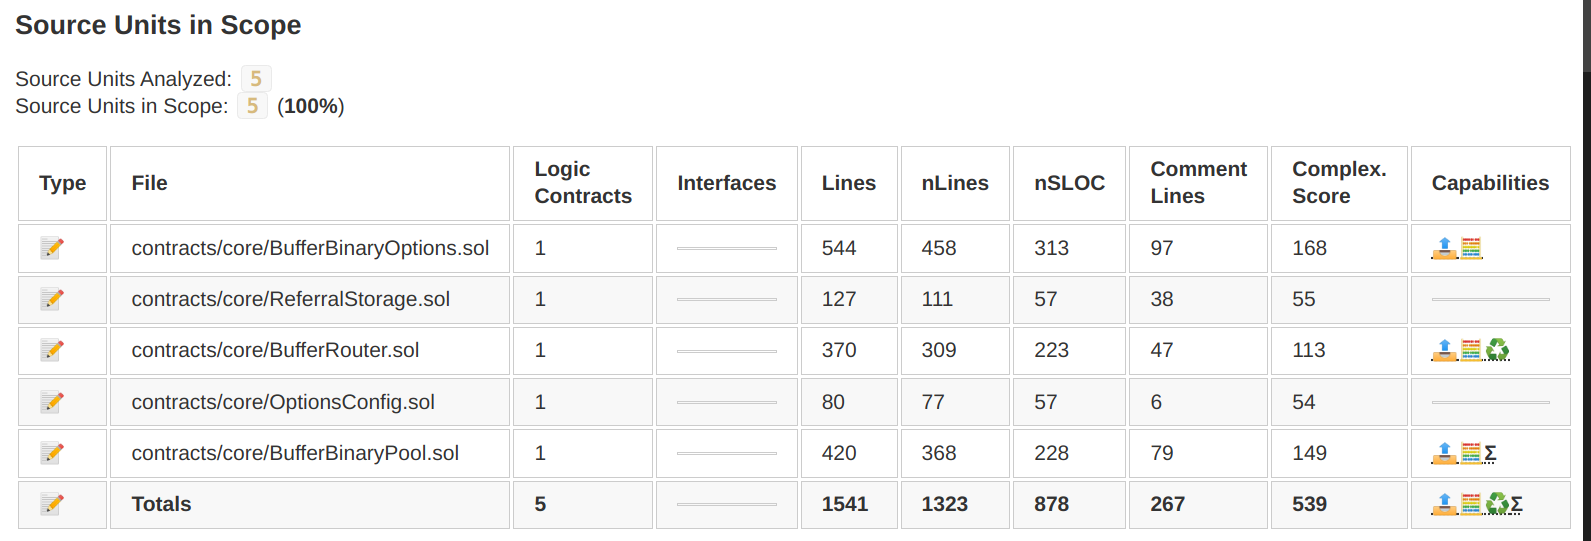 Source Units in Scope
Source Units Analyzed: 5
Source Units in Scope: 5 (100%)
Type File Logic Contracts Interfaces Lines nLines nSLOC Comment Lines Complex. Score Capabilities
📝 contracts/core/BufferBinaryOptions.sol 1 544 458 313 97 168 📤🧮
📝 contracts/core/ReferralStorage.sol 1 127 111 57 38 55
📝 contracts/core/BufferRouter.sol 1 370 309 223 47 113 📤🧮♻️
📝 contracts/core/OptionsConfig.sol 1 80 77 57 6 54
📝 contracts/core/BufferBinaryPool.sol 1 420 368 228 79 149 📤🧮Σ
📝 Totals 5 1541 1323 878 267 539 📤🧮♻️Σ